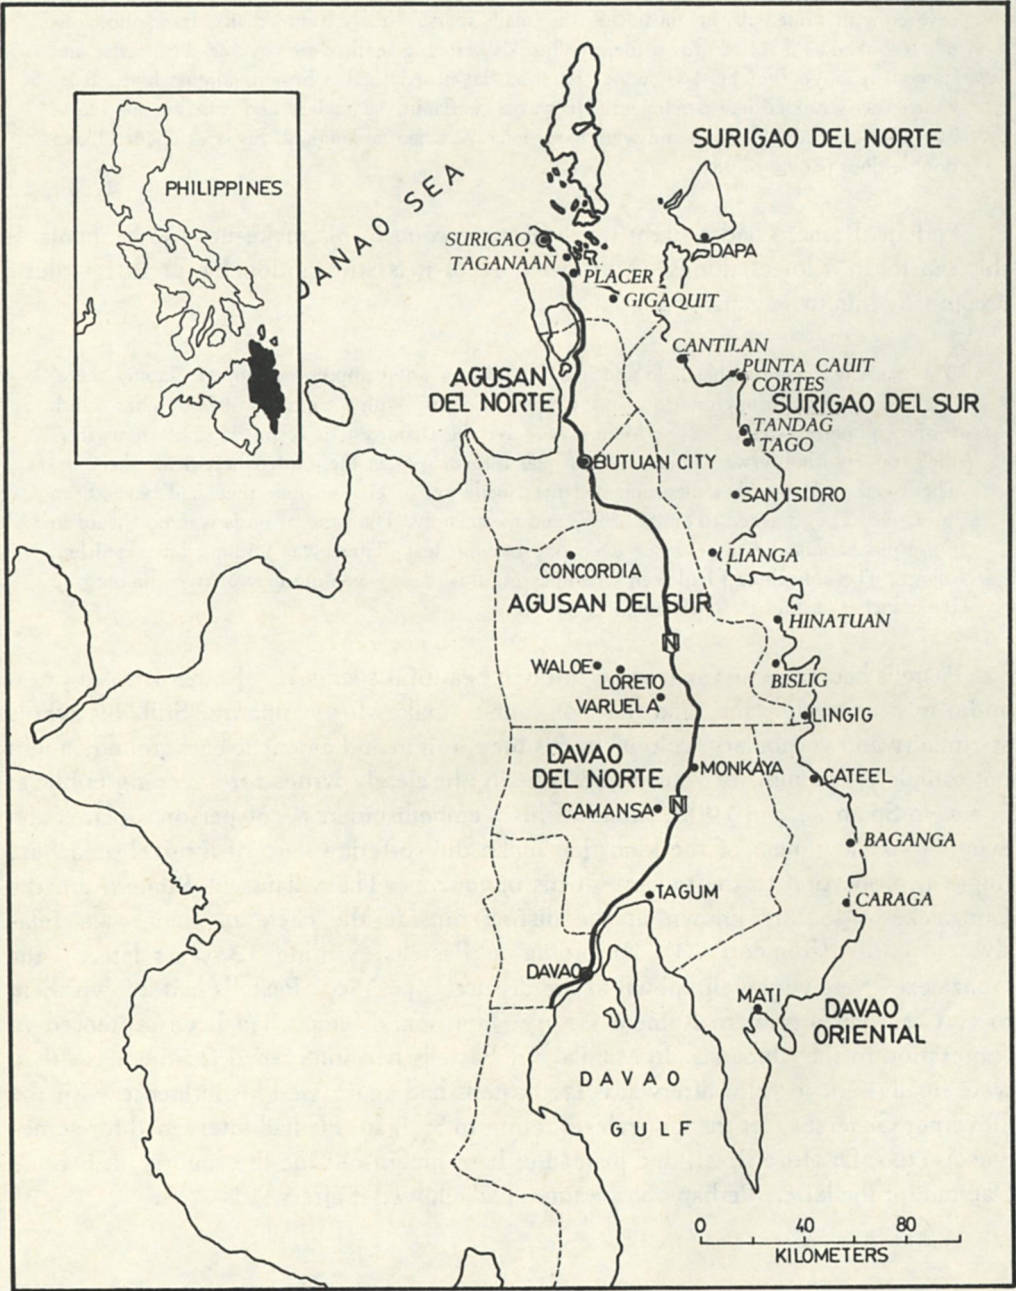 SURIGAO DEL NORTE
PHILIPPINES
DANAO SEA
SURIGAO
TAGANAAN
DAPA
PLACER
GIGAQUIT
CANTILAN
PUNTA CAUIT
CORTES
AGUSAN
DEL NORTE
SURIGAO DEL SUR
TANDAG
TAGO
BUTUAN CITY
SAN ISIDRO
LIANGA
CONCORDIA
AGUSAN DEL SUR
HINATUAN
N
WALOE
LORETO
BISLIG
VARUELA
LINGIG
DAVAO
DEL NORTE
MONKAYA
CATEEL
CAMANSA
N
BAGANGA
TAGUM
CARAGA
DAVAO
MATI
DAVAO
ORIENTAL
DAVAO
GULF
0 40 80
KILOMETERS